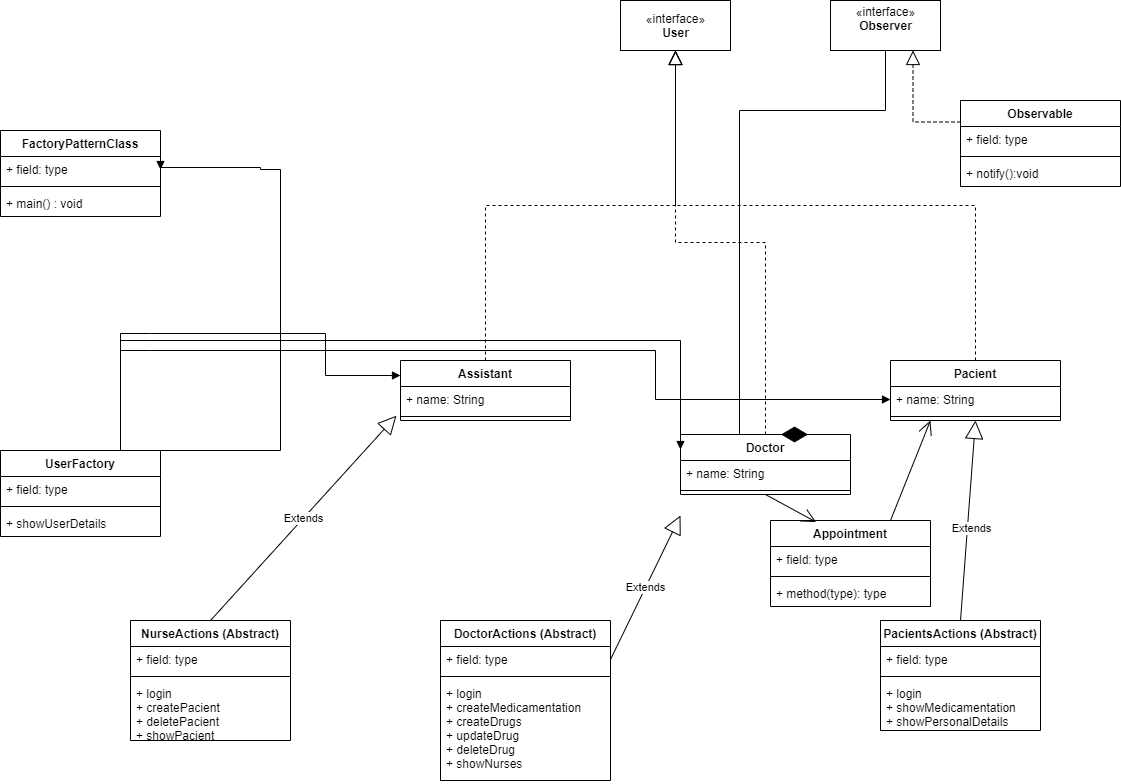 «interface»
User
«interface»
Observer
Observable
+ field: type
+ notify():void
FactoryPatternClass
+ field: type
+ main() : void
Assistant
+ name: String
Pacient
+ name: String
Doctor
+ name: String
UserFactory
+ field: type
+ showUserDetails
Extends
Extends
Extends
Appointment
+ field: type
+ method(type): type
NurseActions (Abstract)
+ field: type
+ login
+ createPacient
+ deletePacient
+ showPacient
DoctorActions (Abstract)
+ field: type
+ login
+ createMedicamentation
+ createDrugs
+ updateDrug
+ deleteDrug
+ showNurses
PacientsActions (Abstract)
+ field: type
+ login
+ showMedicamentation
+ showPersonalDetails